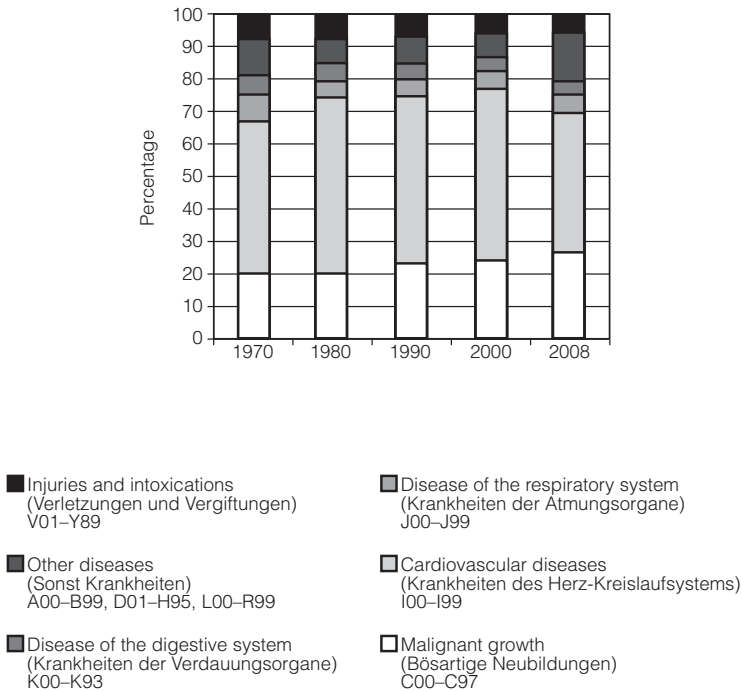 100
90
80
70
60
50
40
30
20
10
0
Percentage
1970 1980 1990 2000 2008
Injuries and intoxications
(Verletzungen und Vergiftungen)
V01–Y89
Other diseases
(Sonst Krankheiten)
A00–B99, D01–H95, L00–R99
Disease of the digestive system
(Krankheiten der Verdauungsorgane)
K00–K93
Disease of the respiratory system
(Krankheiten der Atmungsorgane)
J00–J99
Cardiovascular diseases
(Krankheiten des Herz-Kreislaufsystems)
I00–I99
Malignant growth
(Bösartige Neubildungen)
C00–C97